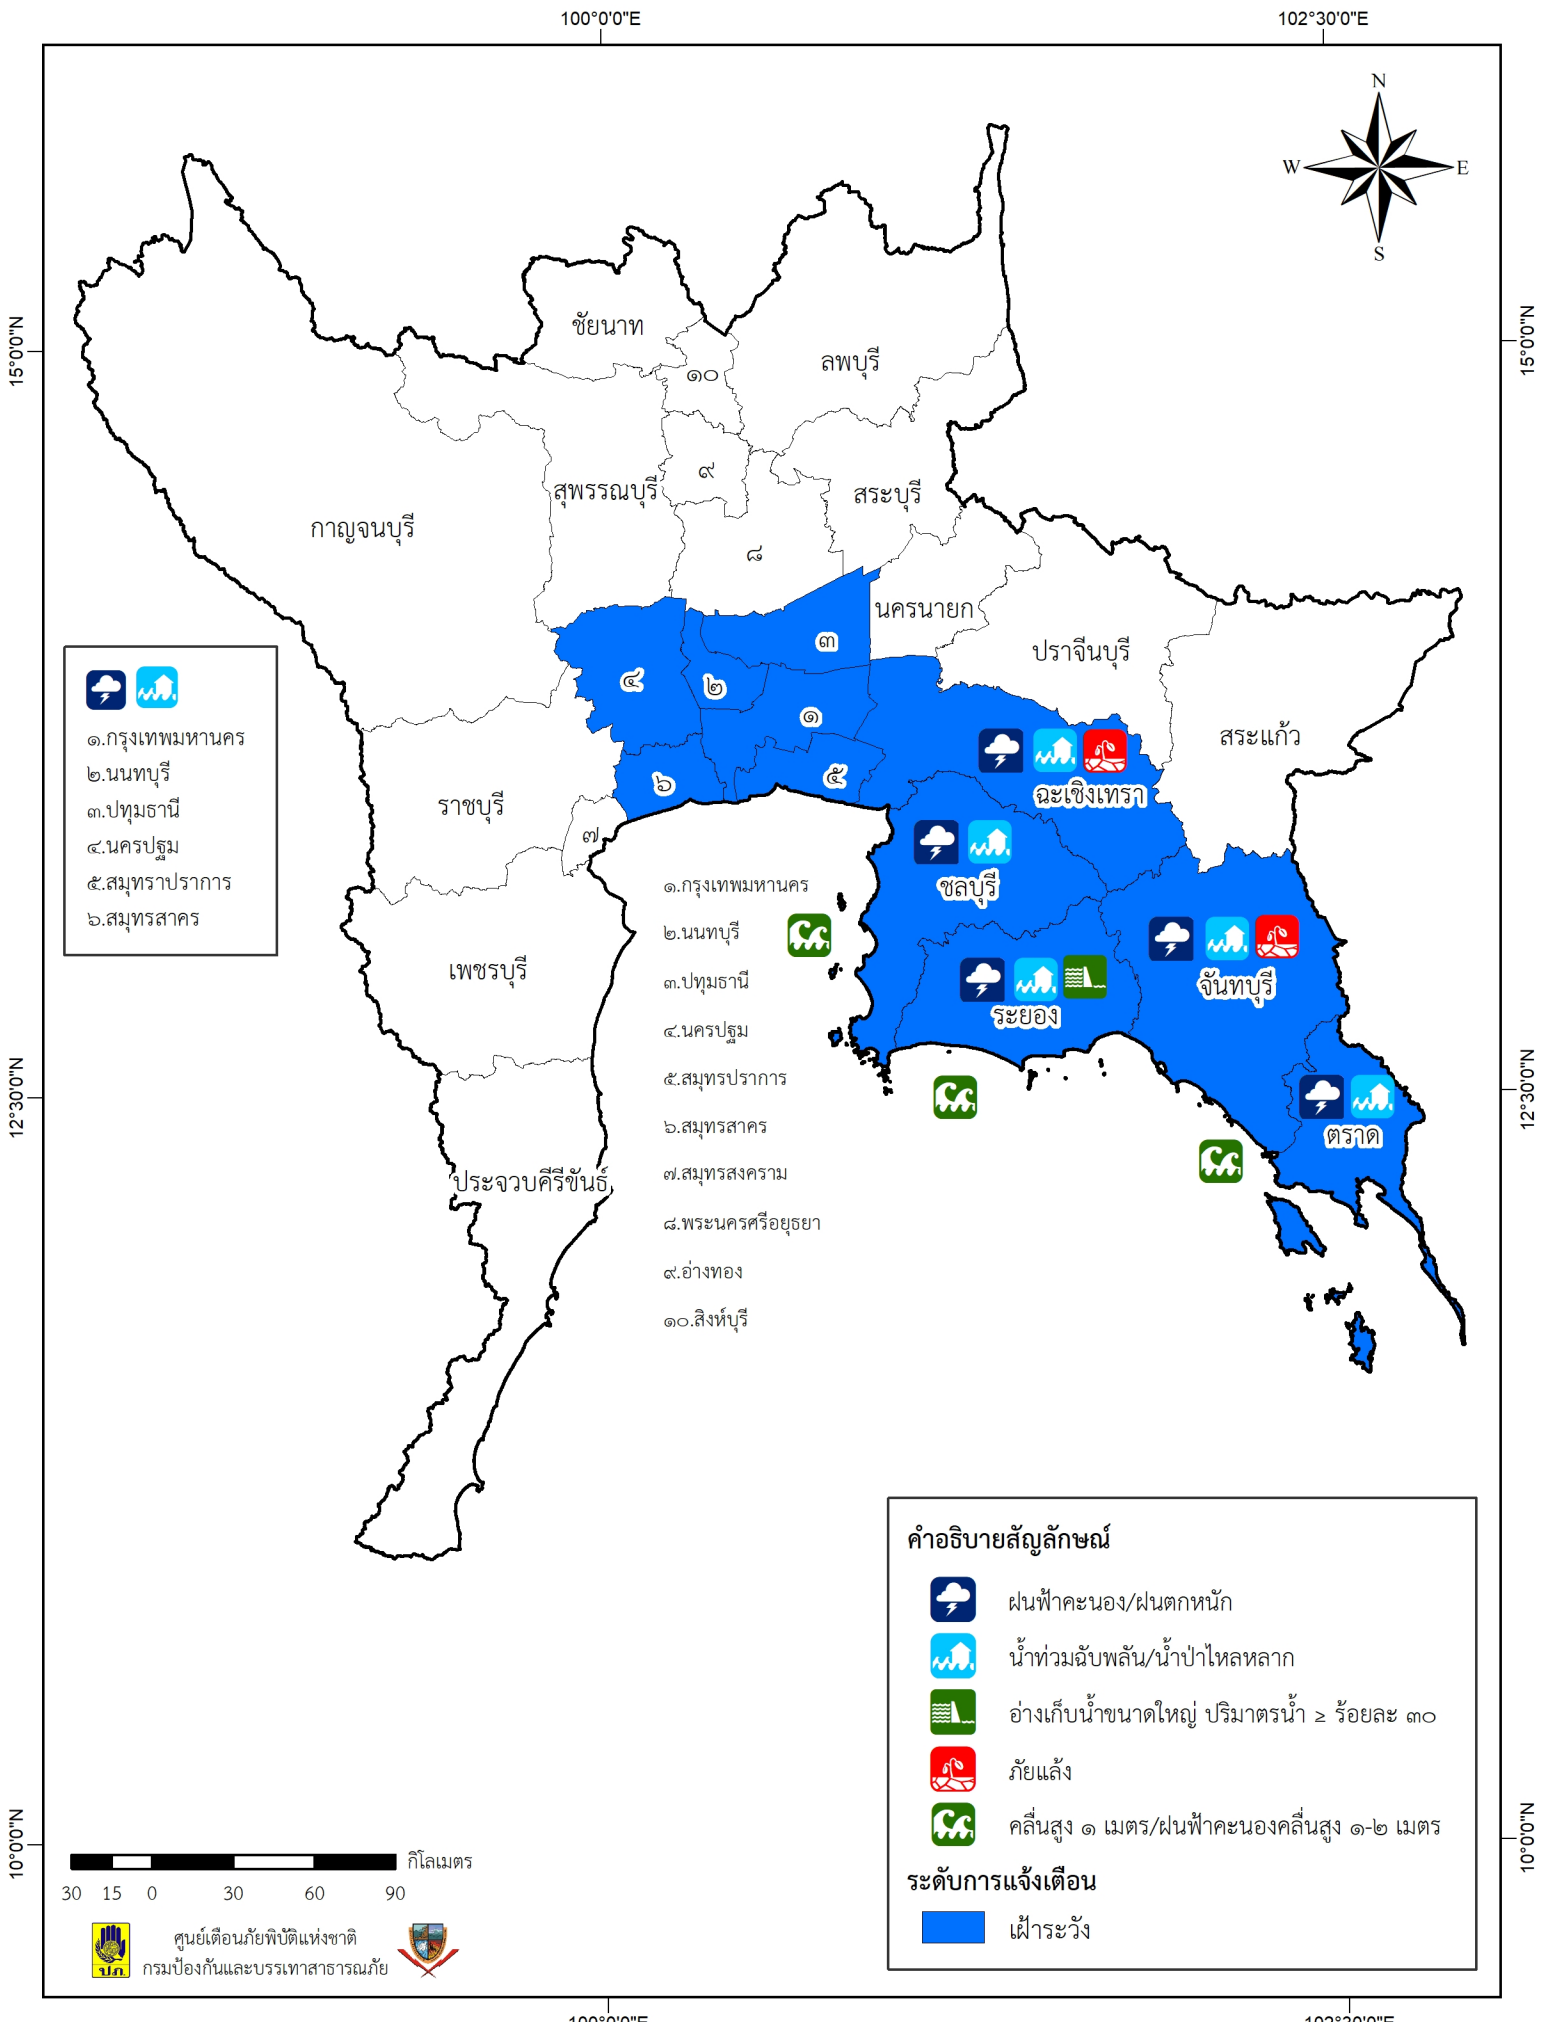 100°0'0"E
102°30'0"E
N
W
E
S
15°0'0"N
15°0'0"N
ชัยนาท
๑๐
ลพบุรี
๙
สุพรรณบุรี
สระบุรี
กาญจนบุรี
๘
นครนายก
๓
ปราจีนบุรี
๔
๒
๑
สระแก้ว
๑.กรุงเทพมหานคร
๒.นนทบุรี
๓.ปทุมธานี
๔.นครปฐม
๕.สมุทราปราการ
๖.สมุทรสาคร
๖
๕
ฉะเชิงเทรา
ราชบุรี
๗
ชลบุรี
เพชรบุรี
จันทบุรี
ระยอง
๑.กรุงเทพมหานคร
๒.นนทบุรี
๓.ปทุมธานี
๔.นครปฐม
๕.สมุทรปราการ
๖.สมุทรสาคร
๗.สมุทรสงคราม
๘.พระนครศรีอยุธยา
๙.อ่างทอง
๑๐.สิงห์บุรี
12°30'0"N
12°30'0"N
ตราด
ประจวบคีรีขันธ์
คำอธิบายสัญลักษณ์
ฝนฟ้าคะนอง/ฝนตกหนัก
น้ำท่วมฉับพลัน/น้ำป่าไหลหลาก
อ่างเก็บน้ำขนาดใหญ่ ปริมาตรน้ำ ≥ ร้อยละ ๓๐
ภัยแล้ง
คลื่นสูง ๑ เมตร/ฝนฟ้าคะนองคลื่นสูง ๑-๒ เมตร
ระดับการแจ้งเตือน
เฝ้าระวัง
10°0'0"N
10°0'0"N
กิโลเมตร
30 15 0 30 60 90
ปภ.
ศูนย์เตือนภัยพิบัติแห่งชาติ
กรมป้องกันและบรรเทาสาธารณภัย
100°0'0"E
102°30'0"E